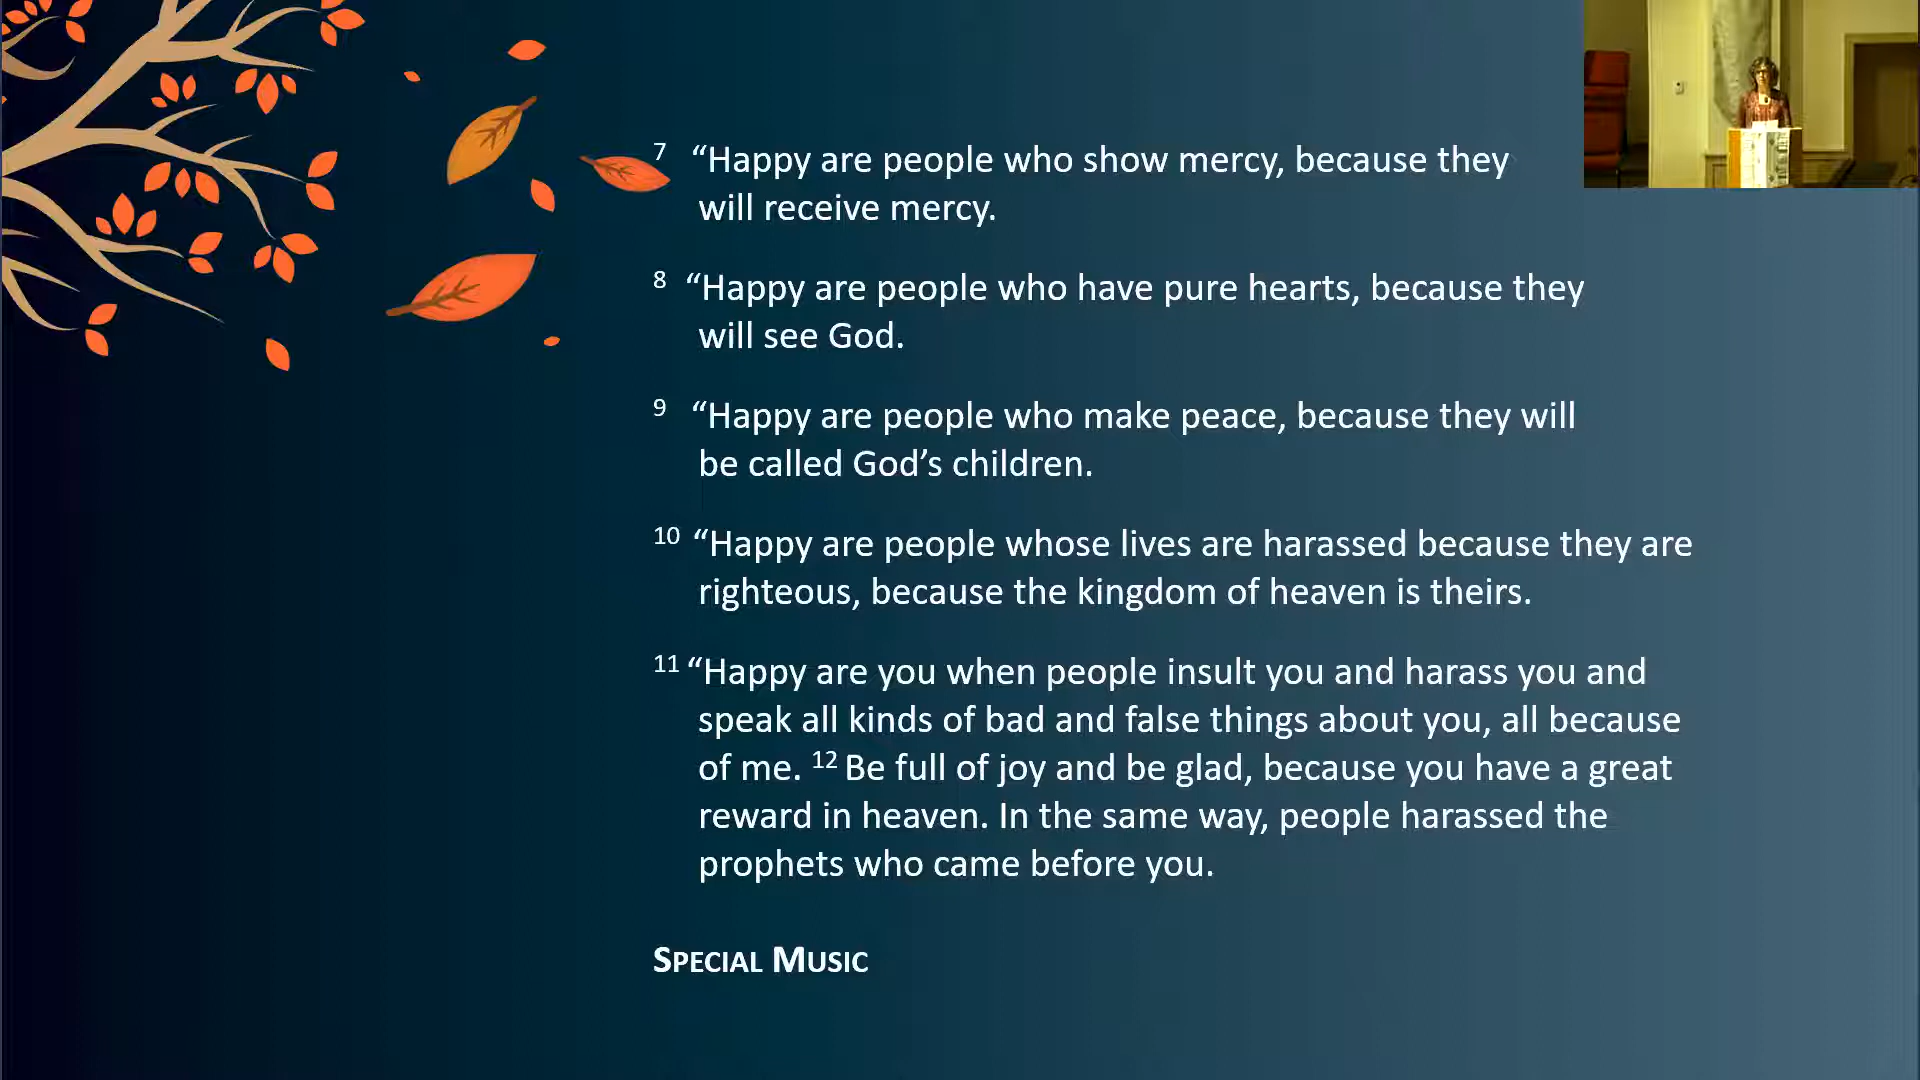 7 “Happy are people who show mercy, because they
will receive mercy.
8 “Happy are people who have pure hearts, because they
will see God.
9 “Happy are people who make peace, because they will
be called God’s children.
10 “Happy are people whose lives are harassed because they are
righteous, because the kingdom of heaven is theirs.
11 “Happy are you when people insult you and harass you and
speak all kinds of bad and false things about you, all because
of me. 12 Be full of joy and be glad, because you have a great
reward in heaven. In the same way, people harassed the
prophets who came before you.
SPECIAL MUSIC